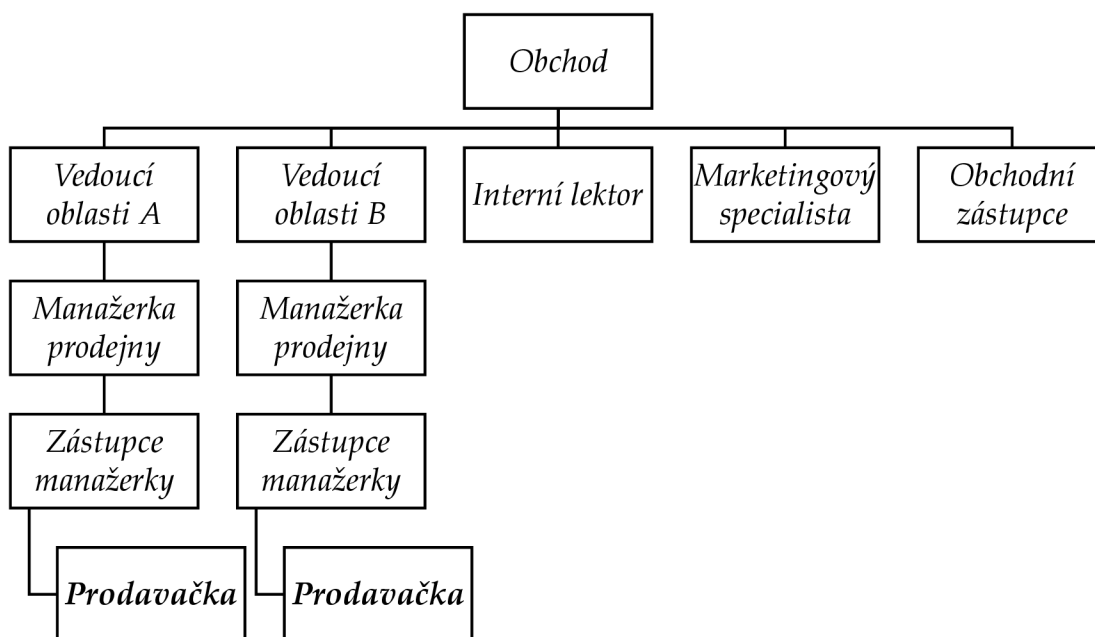 Obchod
Vedoucí
oblasti A
Vedoucí
oblasti B
Interní lektor
Marketingový
specialista
Obchodní
zástupce
Manažerka
prodejny
Manažerka
prodejny
Zástupce
manažerky
Zástupce
manažerky
Prodavačka
Prodavačka